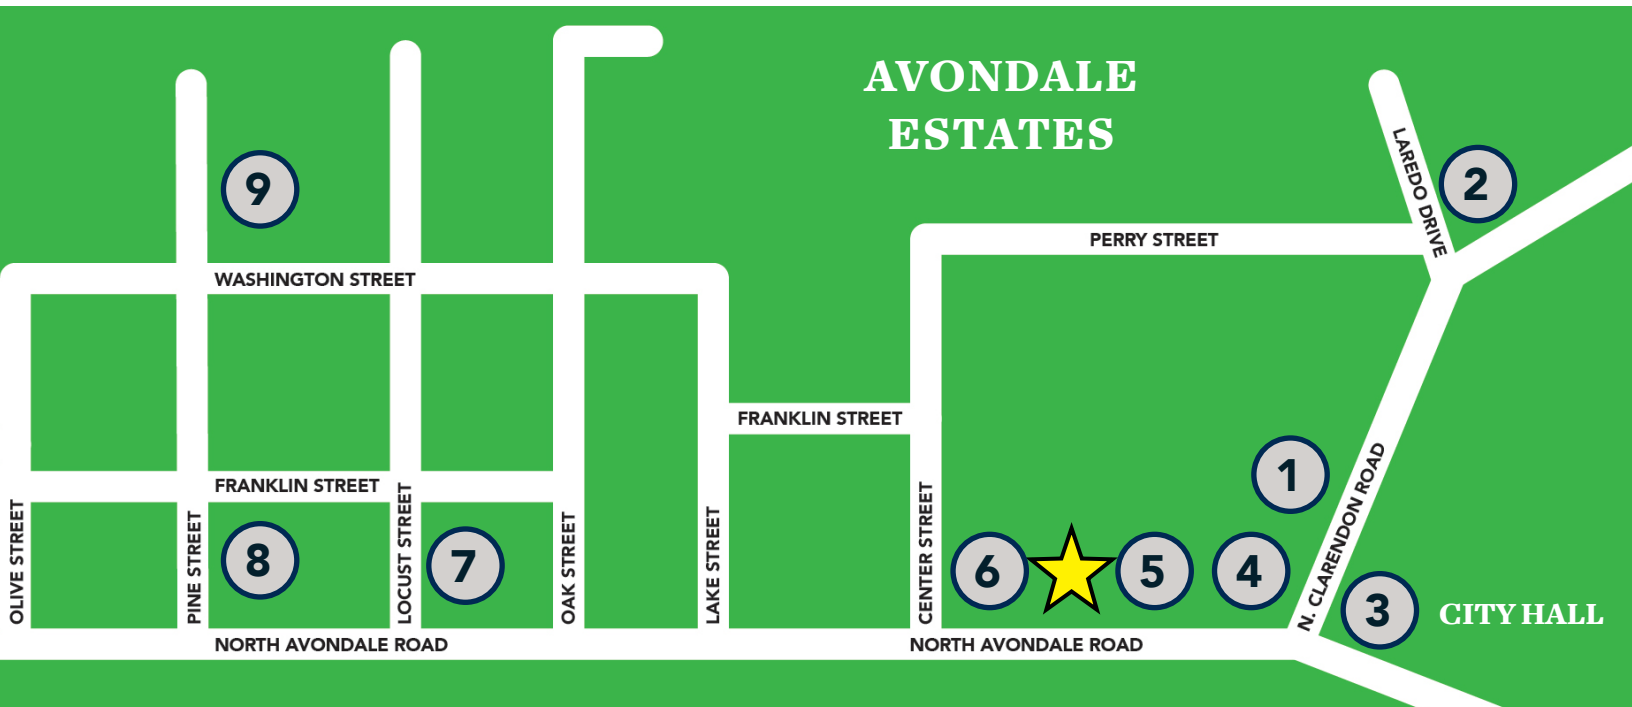 AVONDALE
ESTATES
LAREDO DRIVE
2
9
PERRY STREET
WASHINGTON STREET
FRANKLIN STREET
N. CLARENDON ROAD
1
FRANKLIN STREET
OLIVE STREET
PINE STREET
8
LOCUST STREET
7
OAK STREET
LAKE STREET
CENTER STREET
6
5
4
3
CITY HALL
NORTH AVONDALE ROAD
NORTH AVONDALE ROAD